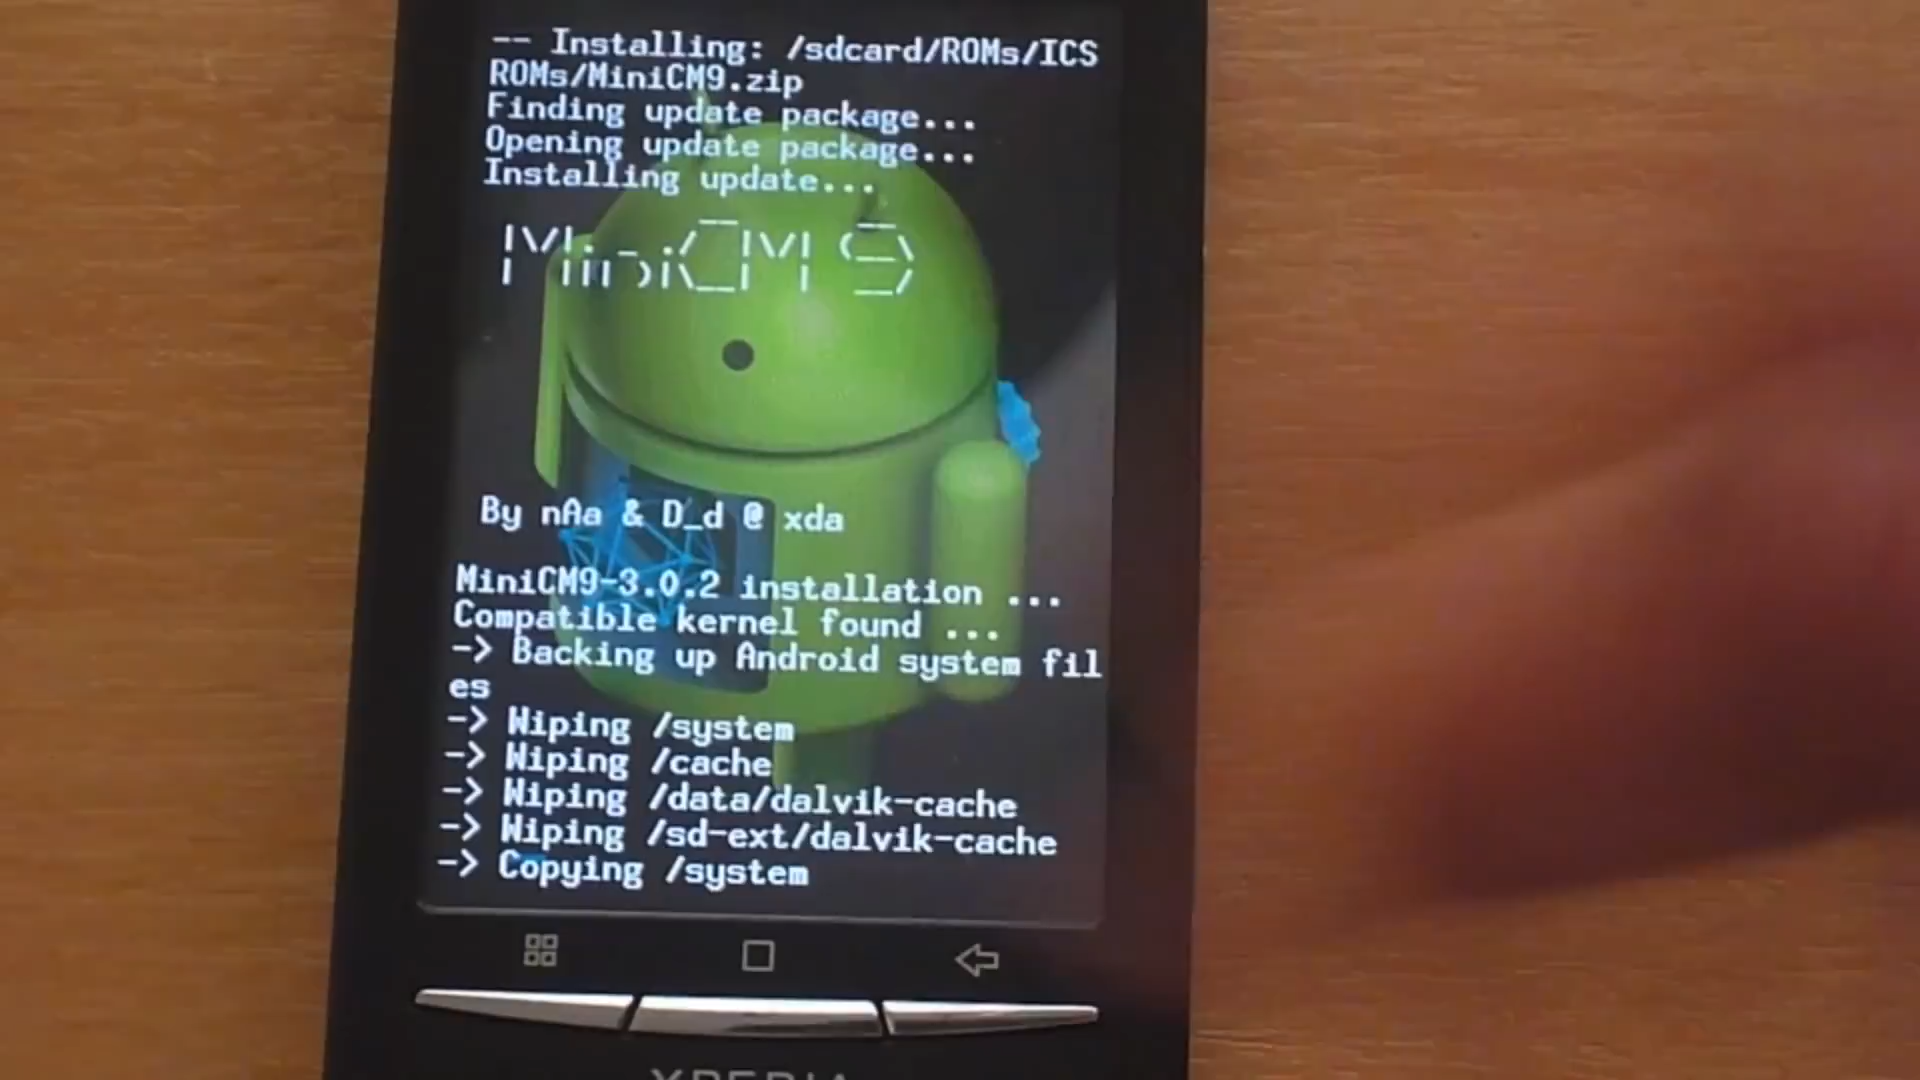 -- Installing: /sdcard/ROMs/ICS
ROMs/MiniCM9.zip
Finding update package...
Opening update package...
Installing update...
By nAa & D_d @ xda
MiniCM9-3.0.2 installation ...
Compatible kernel found ...
-> Backing up Android system fil
es
-> Wiping /system
-> Wiping /cache
-> Wiping /data/dalvik-cache
-> Wiping /sd-ext/dalvik-cache
-> Copying /system
XPERIA